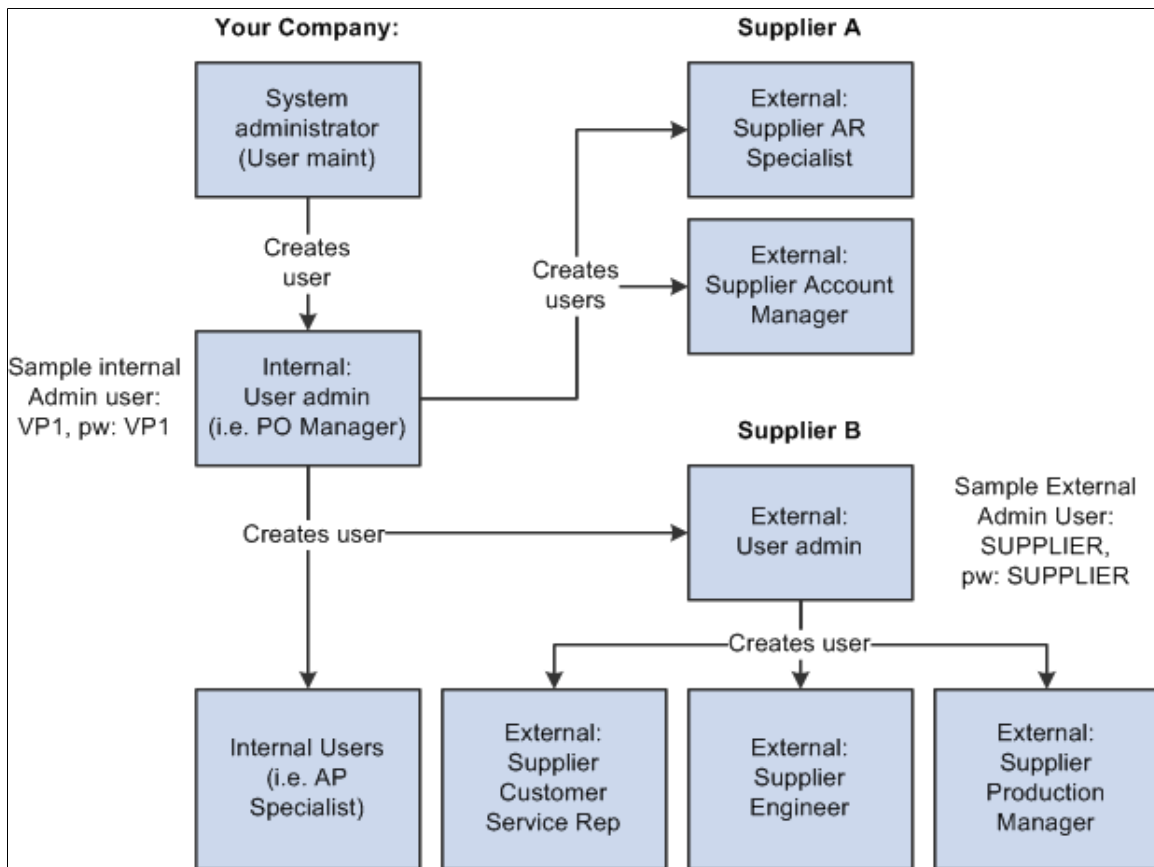 Your Company:
Supplier A
System
administrator
(User maint)
External:
Supplier AR
Specialist
Creates
user
Creates
users
External:
Supplier Account
Manager
Sample internal
Admin user:
VP1, pw: VP1
Internal:
User admin
(i.e. PO Manager)
Supplier B
Creates user
External:
User admin
Sample External
Admin User:
SUPPLIER,
pw: SUPPLIER
Creates user
Internal Users
(i.e. AP
Specialist)
External:
Supplier
Customer
Service Rep
External:
Supplier
Engineer
External:
Supplier
Production
Manager